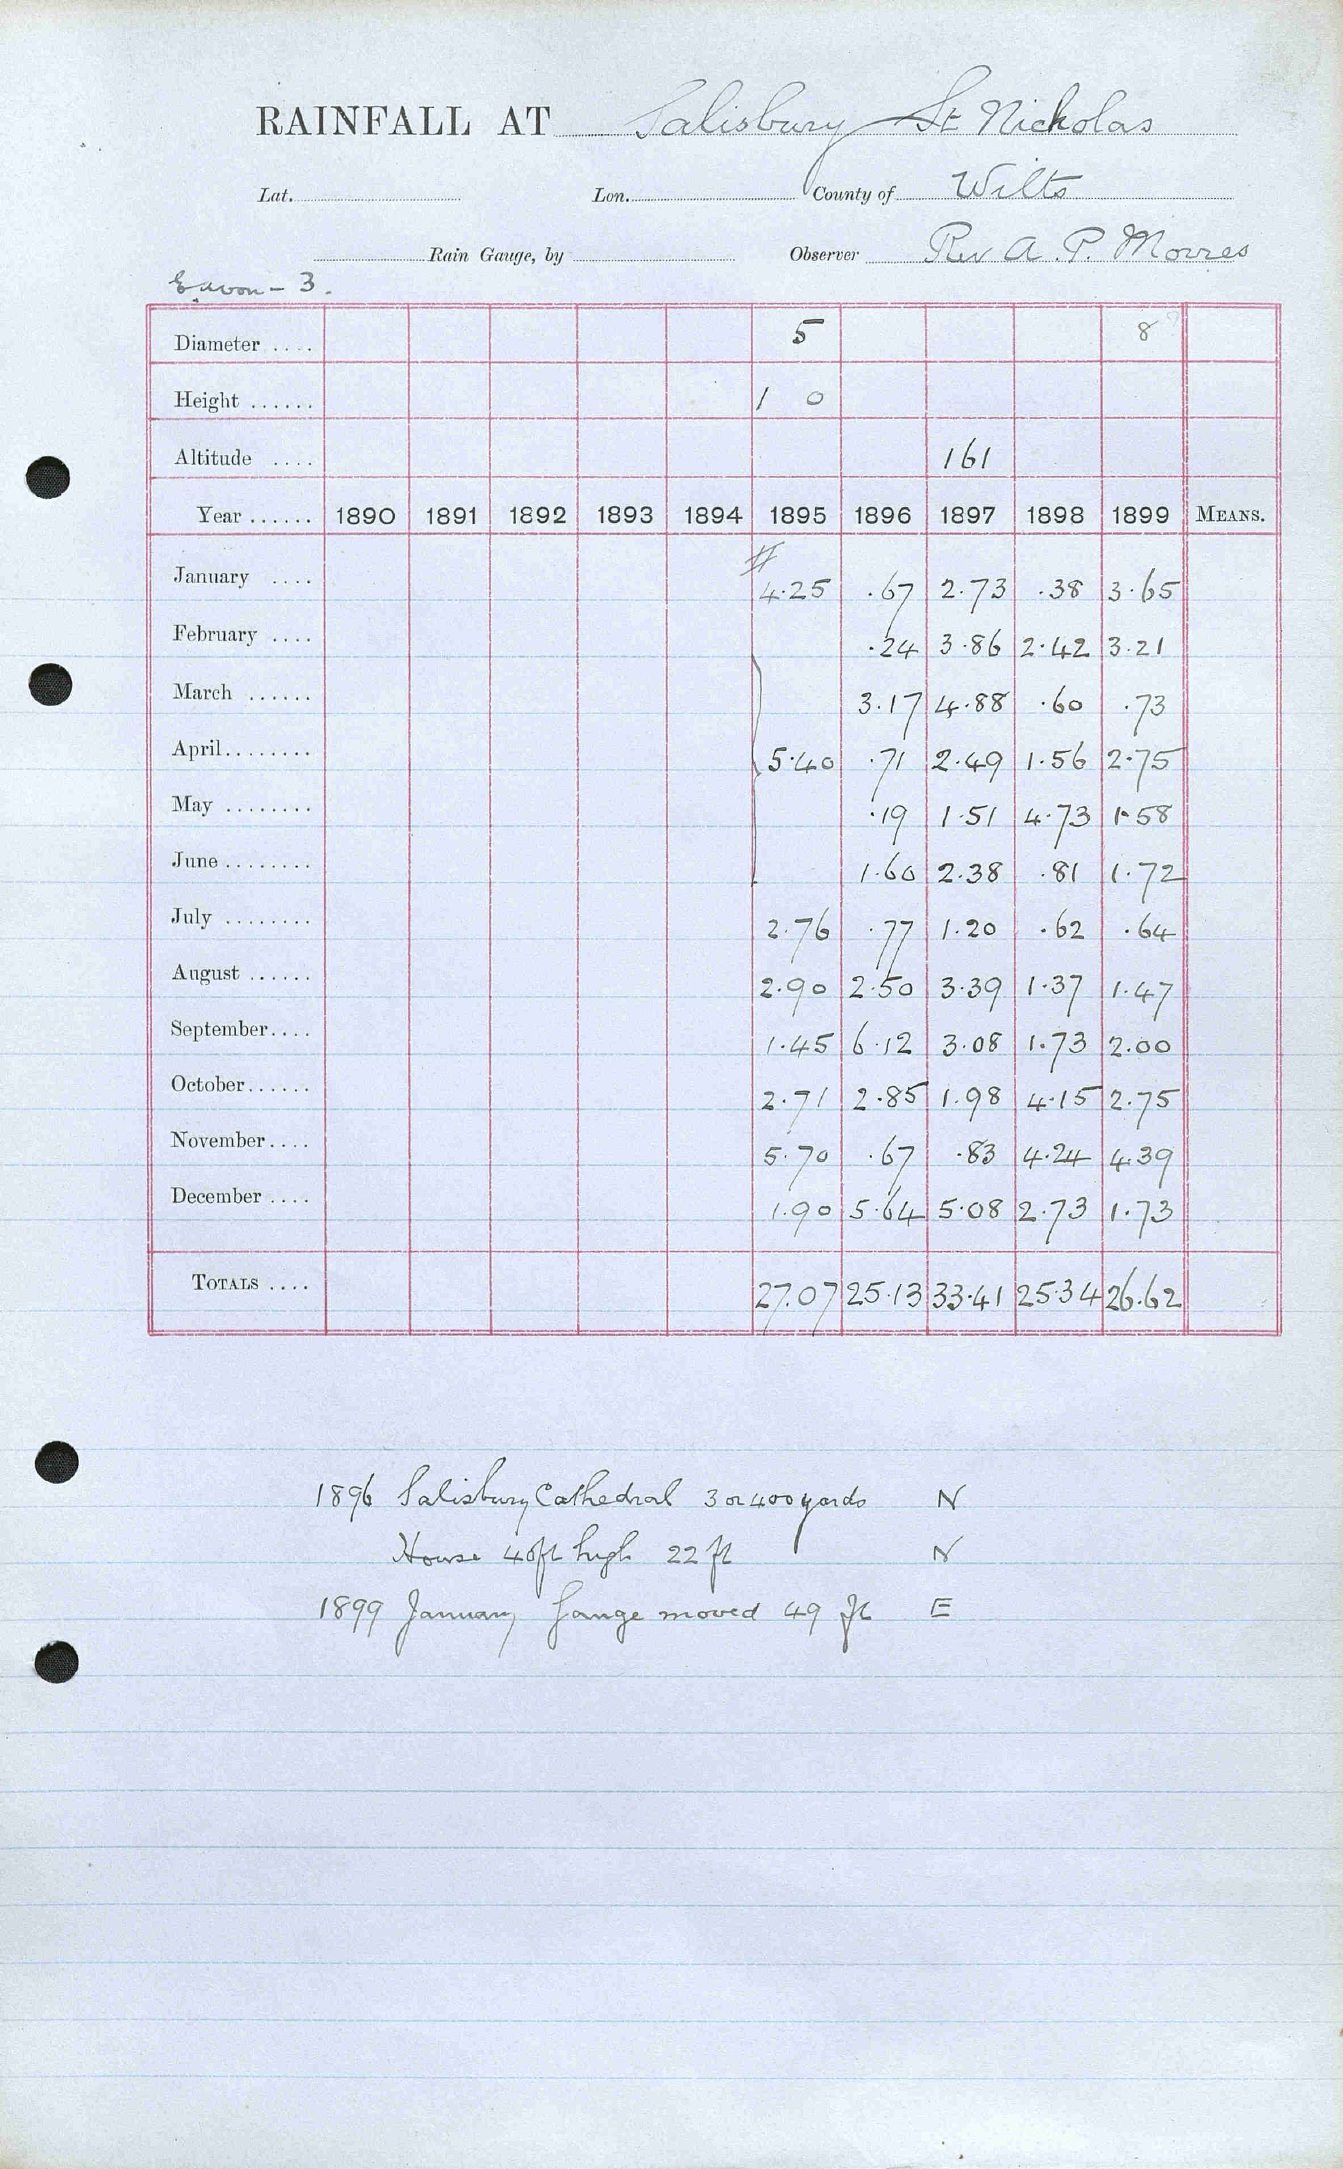 RAINFALL AT Salisbury St Nicholas
Lat. Lon. County of Wilts
Rain Gauge, by Observer Rev A. P. Morres
3.
Diameter .... 5 8
Height ...... 1 0
Altitude .... 161
Year ...... 1890 1891 1892 1893 1894 1895 1896 1897 1898 1899 MEANS.
January .... 4.25 .67 2.73 .38 3.65
February .... .24 3.86 2.42 3.21
March ...... 3.17 4.88 .60 .73
April........ 5.40 .71 2.49 1.56 2.75
May ........ .19 1.51 4.73 1.58
June ........ 1.60 2.38 .81 1.72
July ........ 2.76 .77 1.20 .62 .64
August ...... 2.90 2.50 3.39 1.37 1.47
September.... 1.45 6.12 3.08 1.73 2.00
October...... 2.71 2.85 1.98 4.15 2.75
November.... 5.70 .67 .83 4.24 4.39
December .... 1.90 5.64 5.08 2.73 1.73
TOTALS .... 27.07 25.13 33.41 25.34 26.62
1896 Salisbury Cathedral 3 or 400 yards N
House 40ft high 22 ft N
1899 January Gauge moved 49 ft E